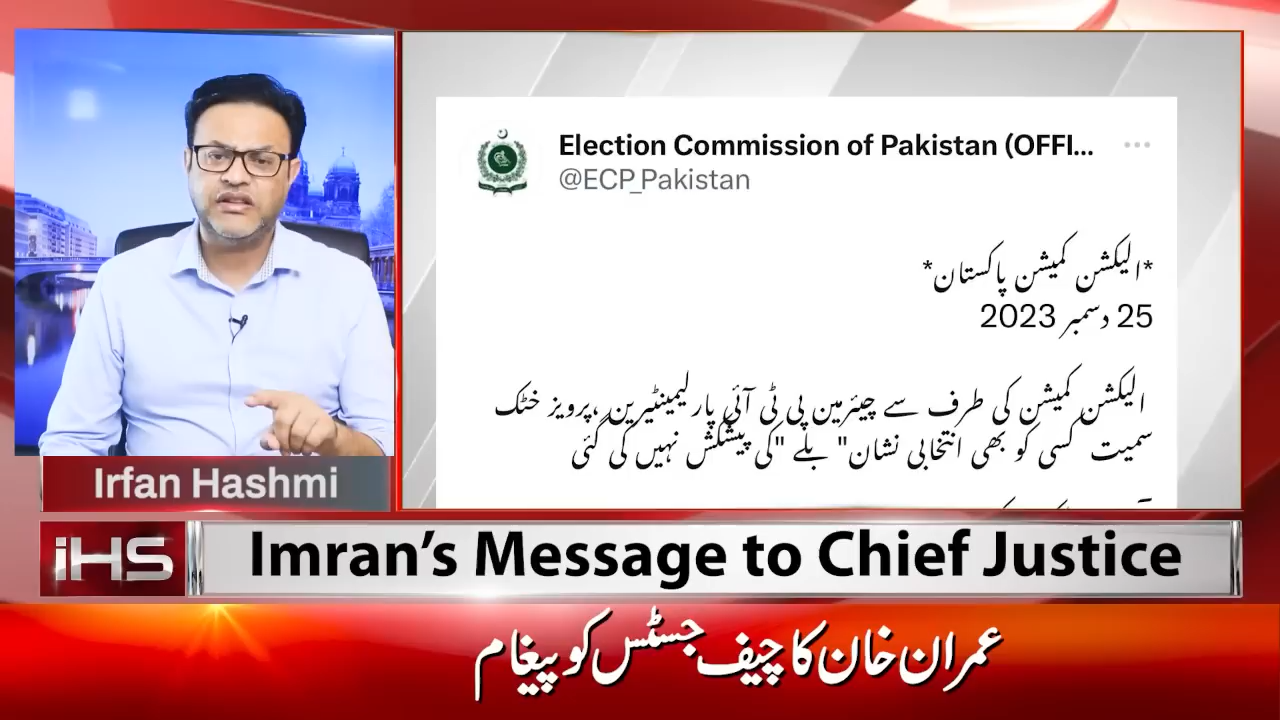 Election Commission of Pakistan (OFFI...
@ECP_Pakistan
*الیکشن کمیشن پاکستان*
25 دسمبر 2023
الیکشن کمیشن کی طرف سے چیئرمین پی ٹی آئی پارلیمینٹیرین ،پرویز خٹک
سمیت کسی کو بھی انتخابی نشان" بلے "کی پیشکش نہیں کی گئی
Irfan Hashmi
iHS
Imran's Message to Chief Justice
عمران خان کا چیف جسٹس کو پیغام